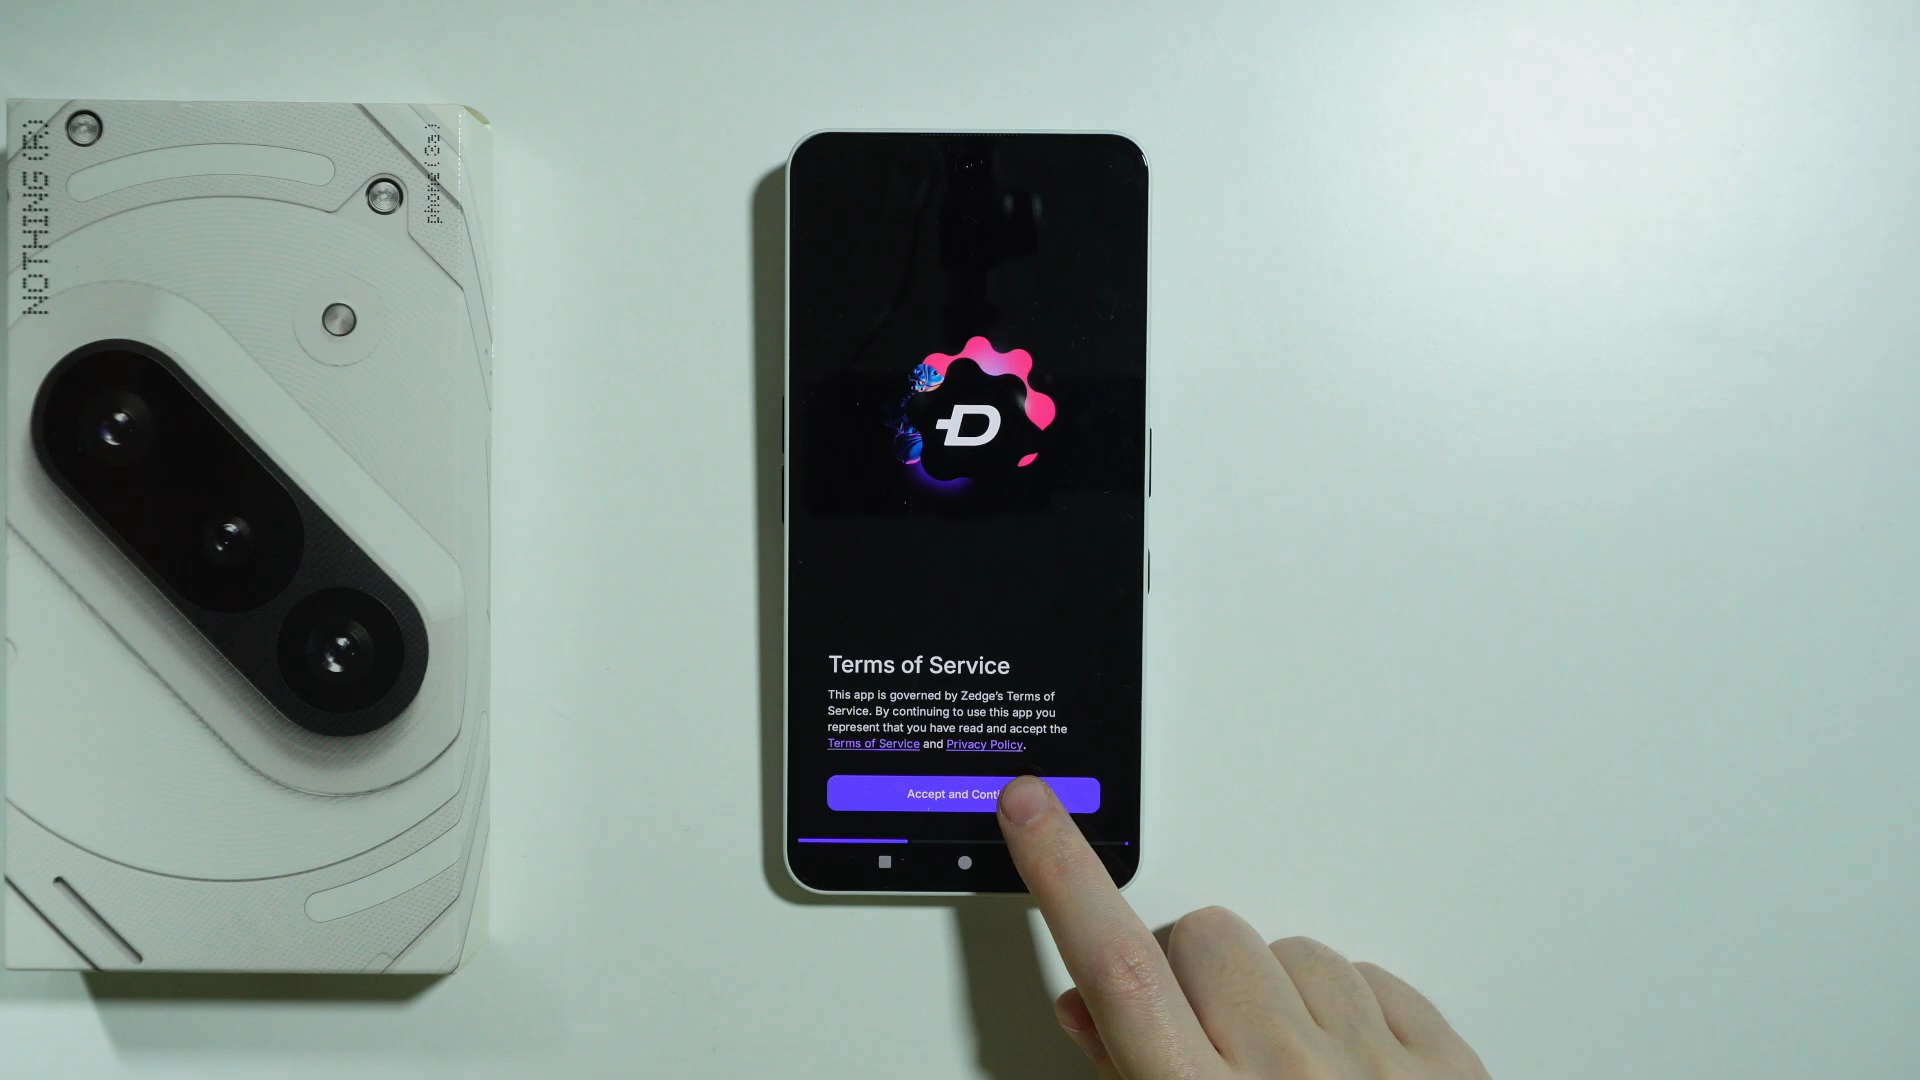 NOTHING (R)
phone (3a)
Terms of Service
This app is governed by Zedge’s Terms of
Service. By continuing to use this app you
represent that you have read and accept the
Terms of Service and Privacy Policy.
Accept and Conti